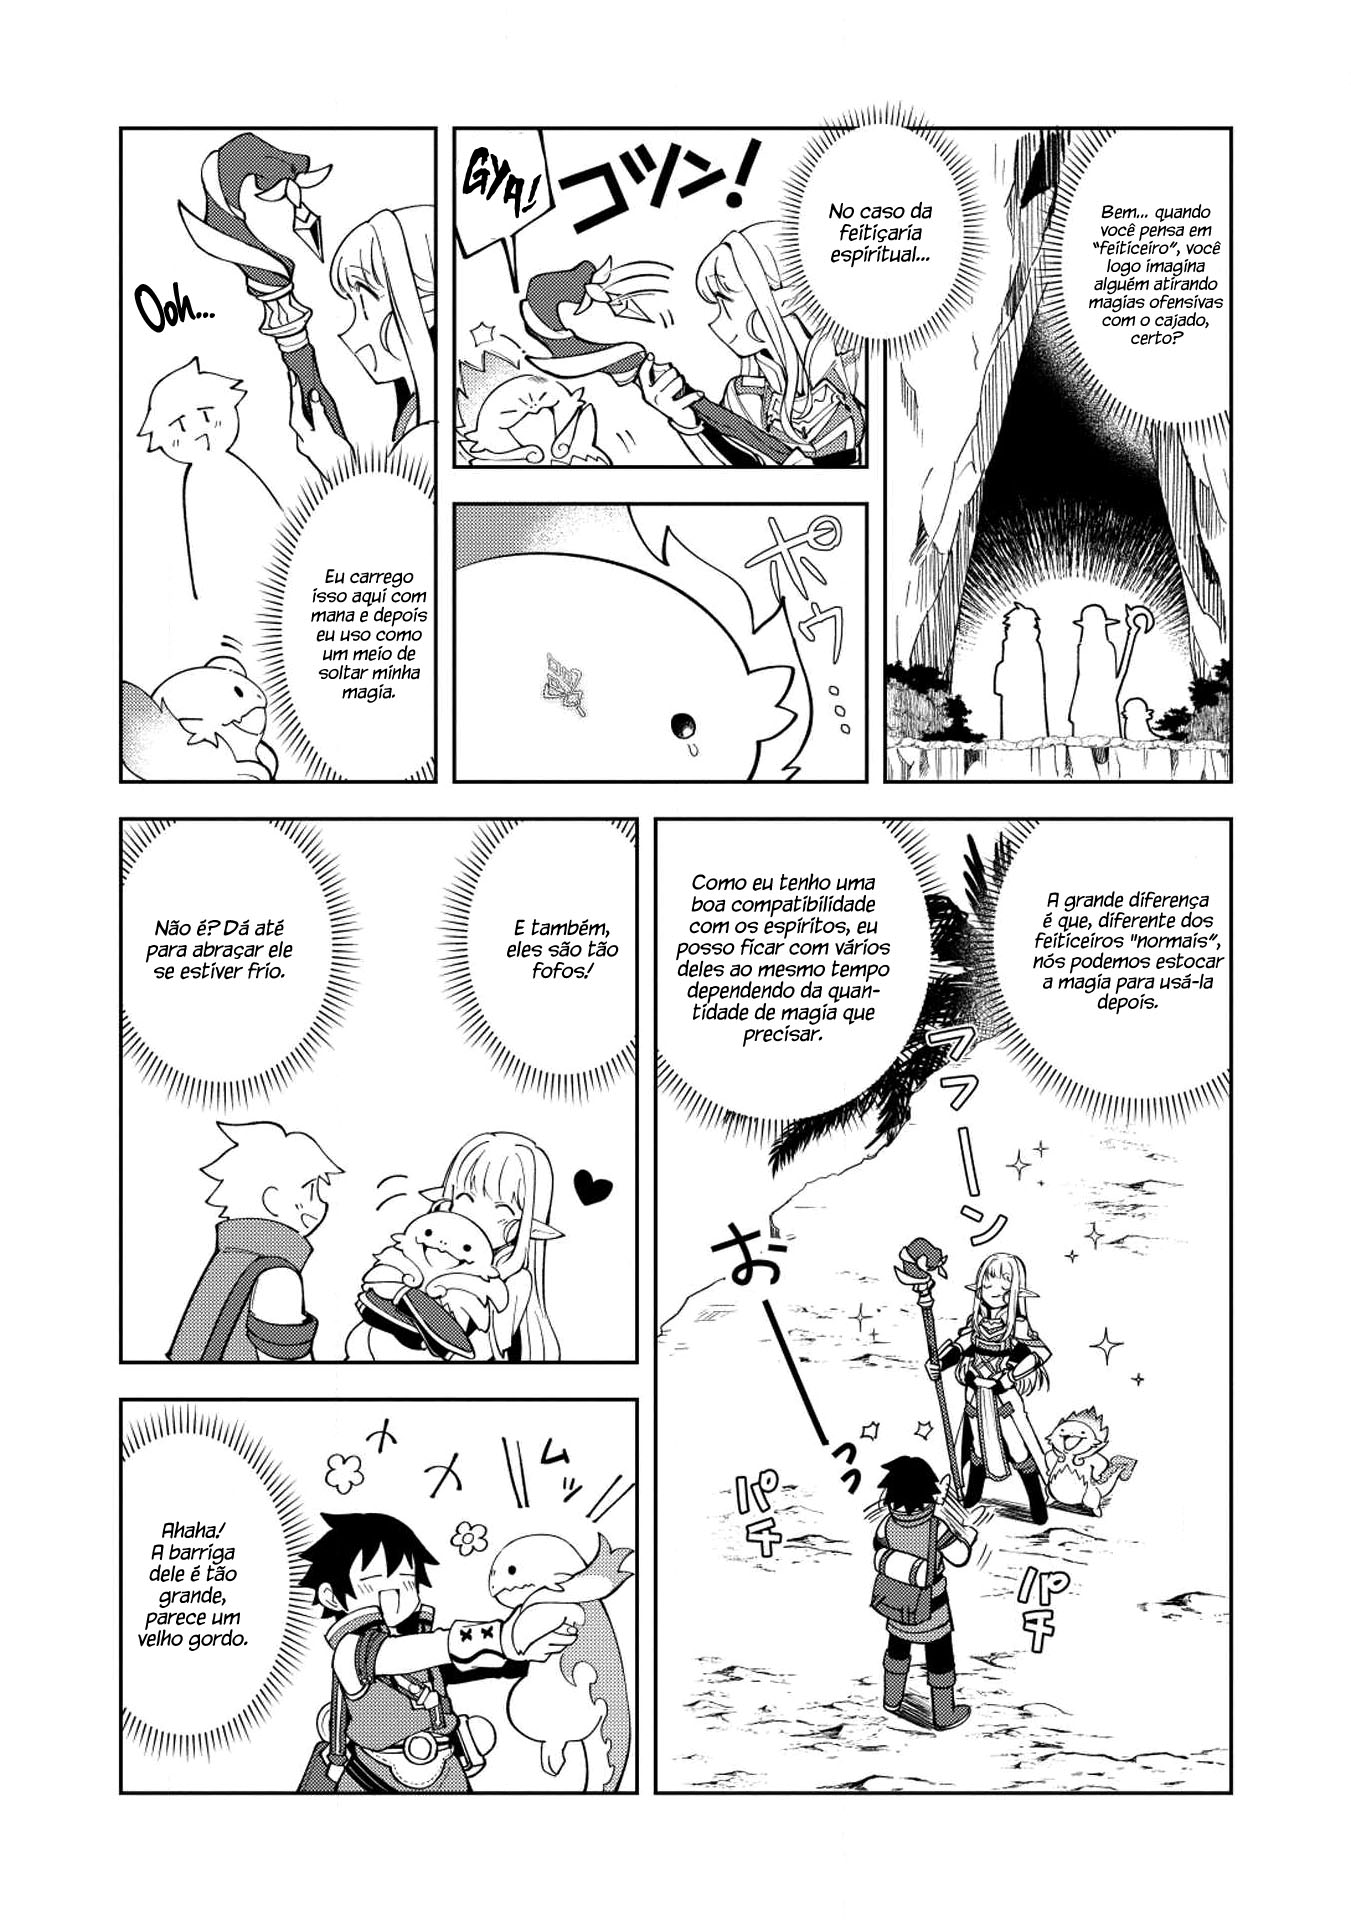 Bem... quando
você pensa em
"feiticeiro", você
logo imagina
alguém atirando
magias ofensivas
com o cajado,
certo?
No caso da
feitiçaria
espiritual...
コツン!
GYA!
ポウ...
Ooh...
Eu carrego
isso aqui com
mana e depois
eu uso como
um meio de
soltar minha
magia.
A grande diferença
é que, diferente dos
feiticeiros "normais",
nós podemos estocar
a magia para usá-la
depois.
Como eu tenho uma
boa compatibilidade
com os espíritos, eu
posso ficar com vários
deles ao mesmo tempo
dependendo da quan-
tidade de magia que
precisar.
フフーン
おーっっ
パチ
パチ
E também,
eles são tão
fofos!
Não é? Dá até
para abraçar ele
se estiver frio.
ムッ
キャ
Ahaha!
A barriga
dele é tão
grande,
parece um
velho gordo.